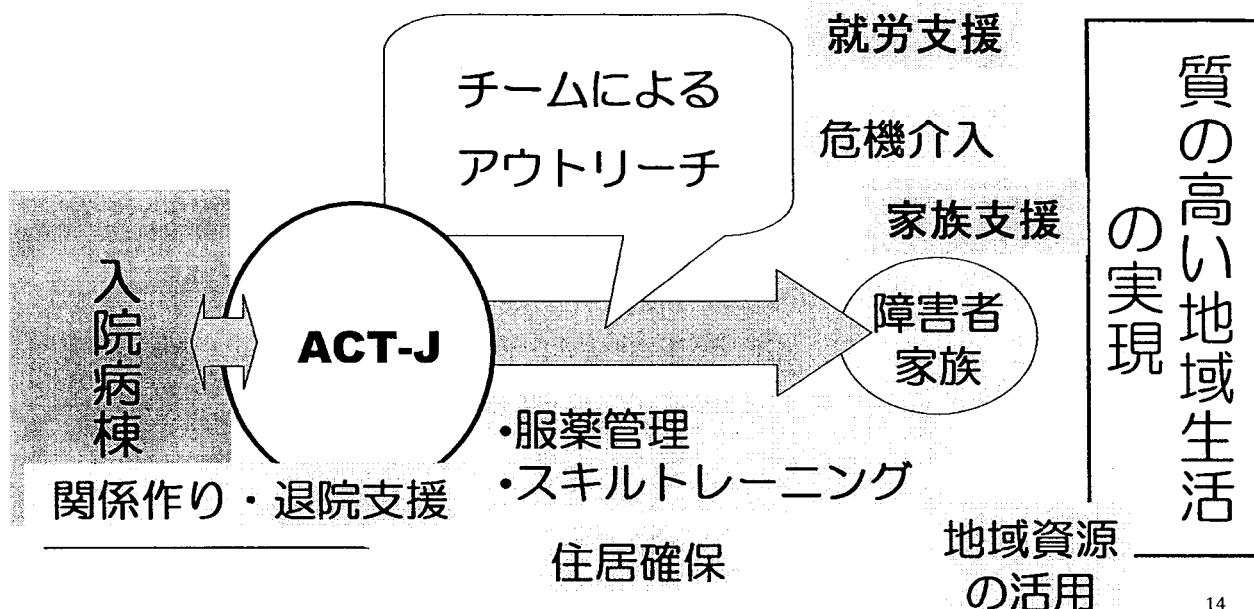 就労支援
チームによる
アウトリーチ
危機介入
家族支援
質の高い地域生活
の実現
入院病棟
ACT-J
障害者
家族
・服薬管理
・スキルトレーニング
関係作り・退院支援
住居確保
地域資源
の活用
14